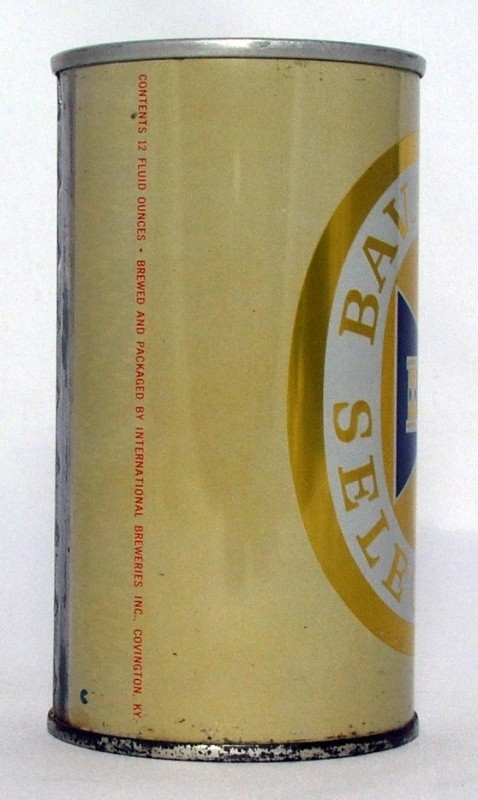 CONTENTS 12 FLUID OUNCES • BREWED AND PACKAGED BY INTERNATIONAL BREWERIES INC., COVINGTON, KY.
BAV
SELE